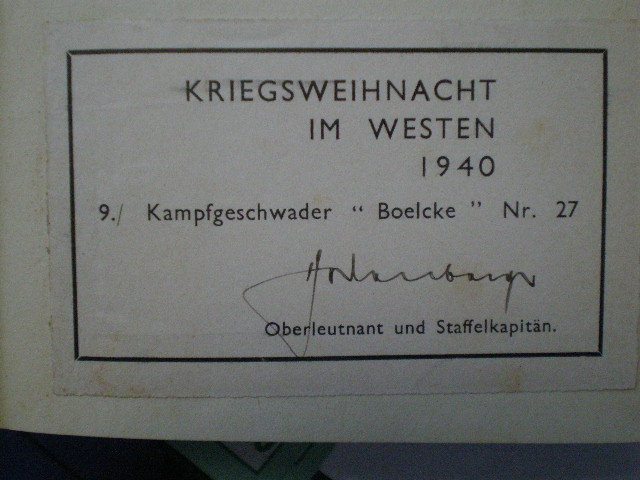 KRIEGSWEIHNACHT
IM WESTEN
1940
9./ Kampfgeschwader “ Boelcke ” Nr. 27
Oberleutnant und Staffelkapitän.